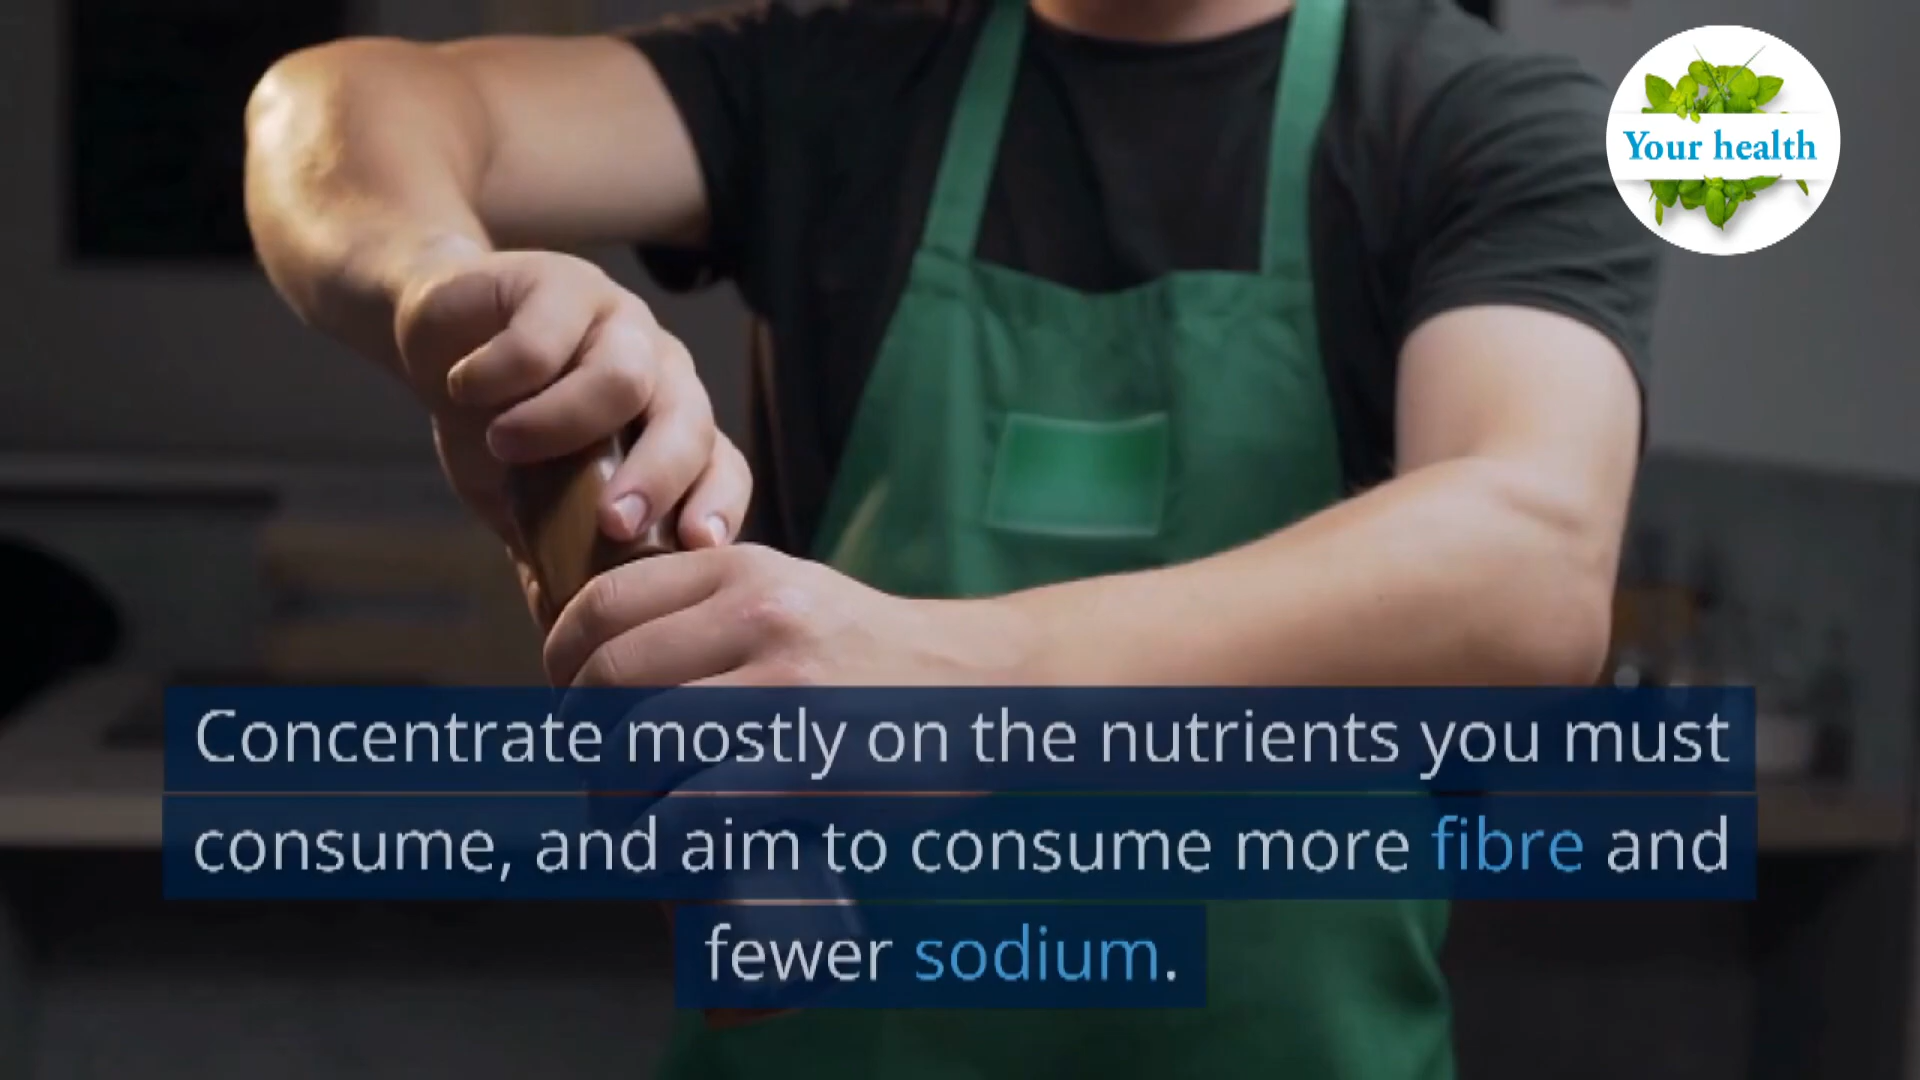 Your health
Concentrate mostly on the nutrients you must
consume, and aim to consume more fibre and
fewer sodium.